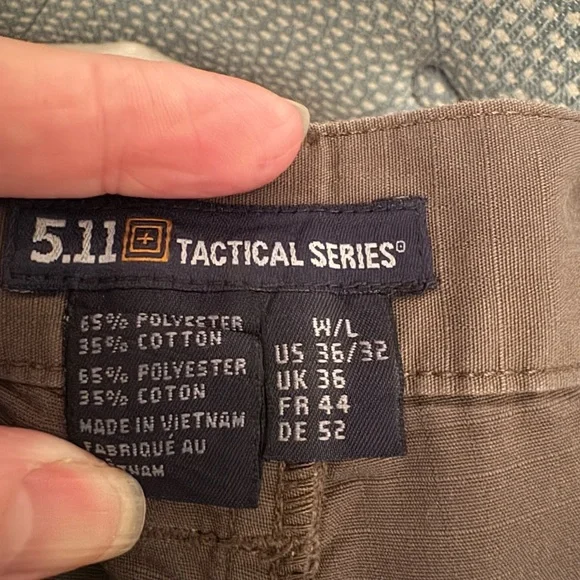 5.11 TACTICAL SERIES
65% POLYESTER
35% COTTON
65% POLYESTER
35% COTON
MADE IN VIETNAM
FABRIQUÉ AU
W/L
US 36/32
UK 36
FR 44
DE 52